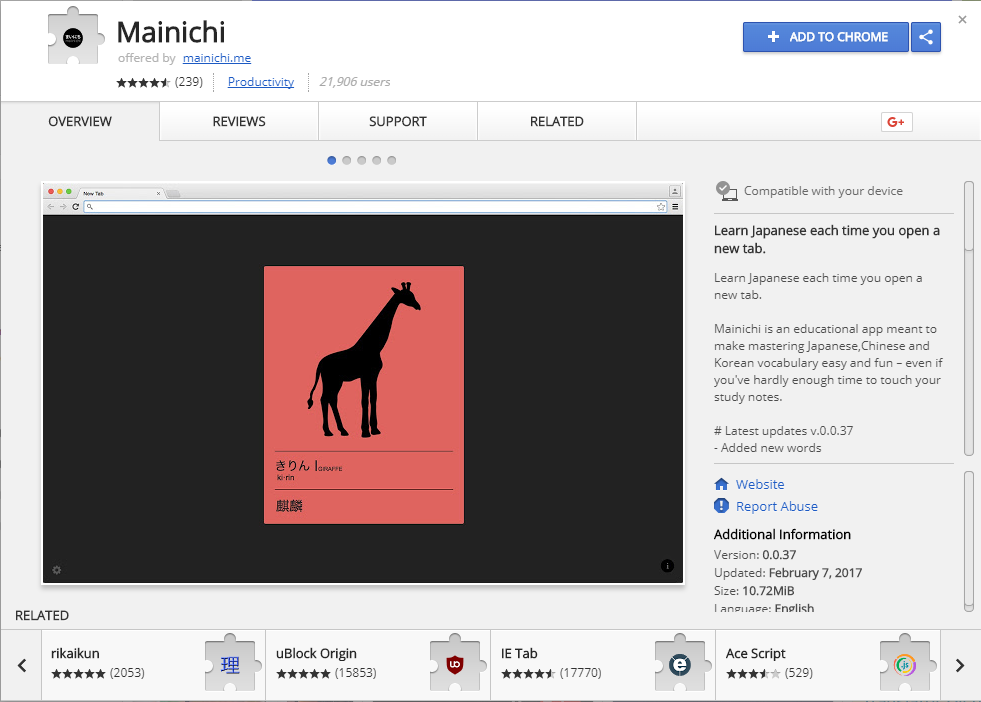 Mainichi
offered by mainichi.me
(239) Productivity 21,906 users
ADD TO CHROME
OVERVIEW REVIEWS SUPPORT RELATED G+
New Tab
きりん | GIRAFFE
ki·rin
麒麟
Compatible with your device
Learn Japanese each time you open a
new tab.
Learn Japanese each time you open a
new tab.
Mainichi is an educational app meant to
make mastering Japanese,Chinese and
Korean vocabulary easy and fun – even if
you've hardly enough time to touch your
study notes.
# Latest updates v.0.0.37
- Added new words
Website
Report Abuse
Additional Information
Version: 0.0.37
Updated: February 7, 2017
Size: 10.72MiB
Language: English
RELATED
rikaikun
(2053)
理
uBlock Origin
(15853)
UO
IE Tab
(17770)
e
Ace Script
(529)
.js